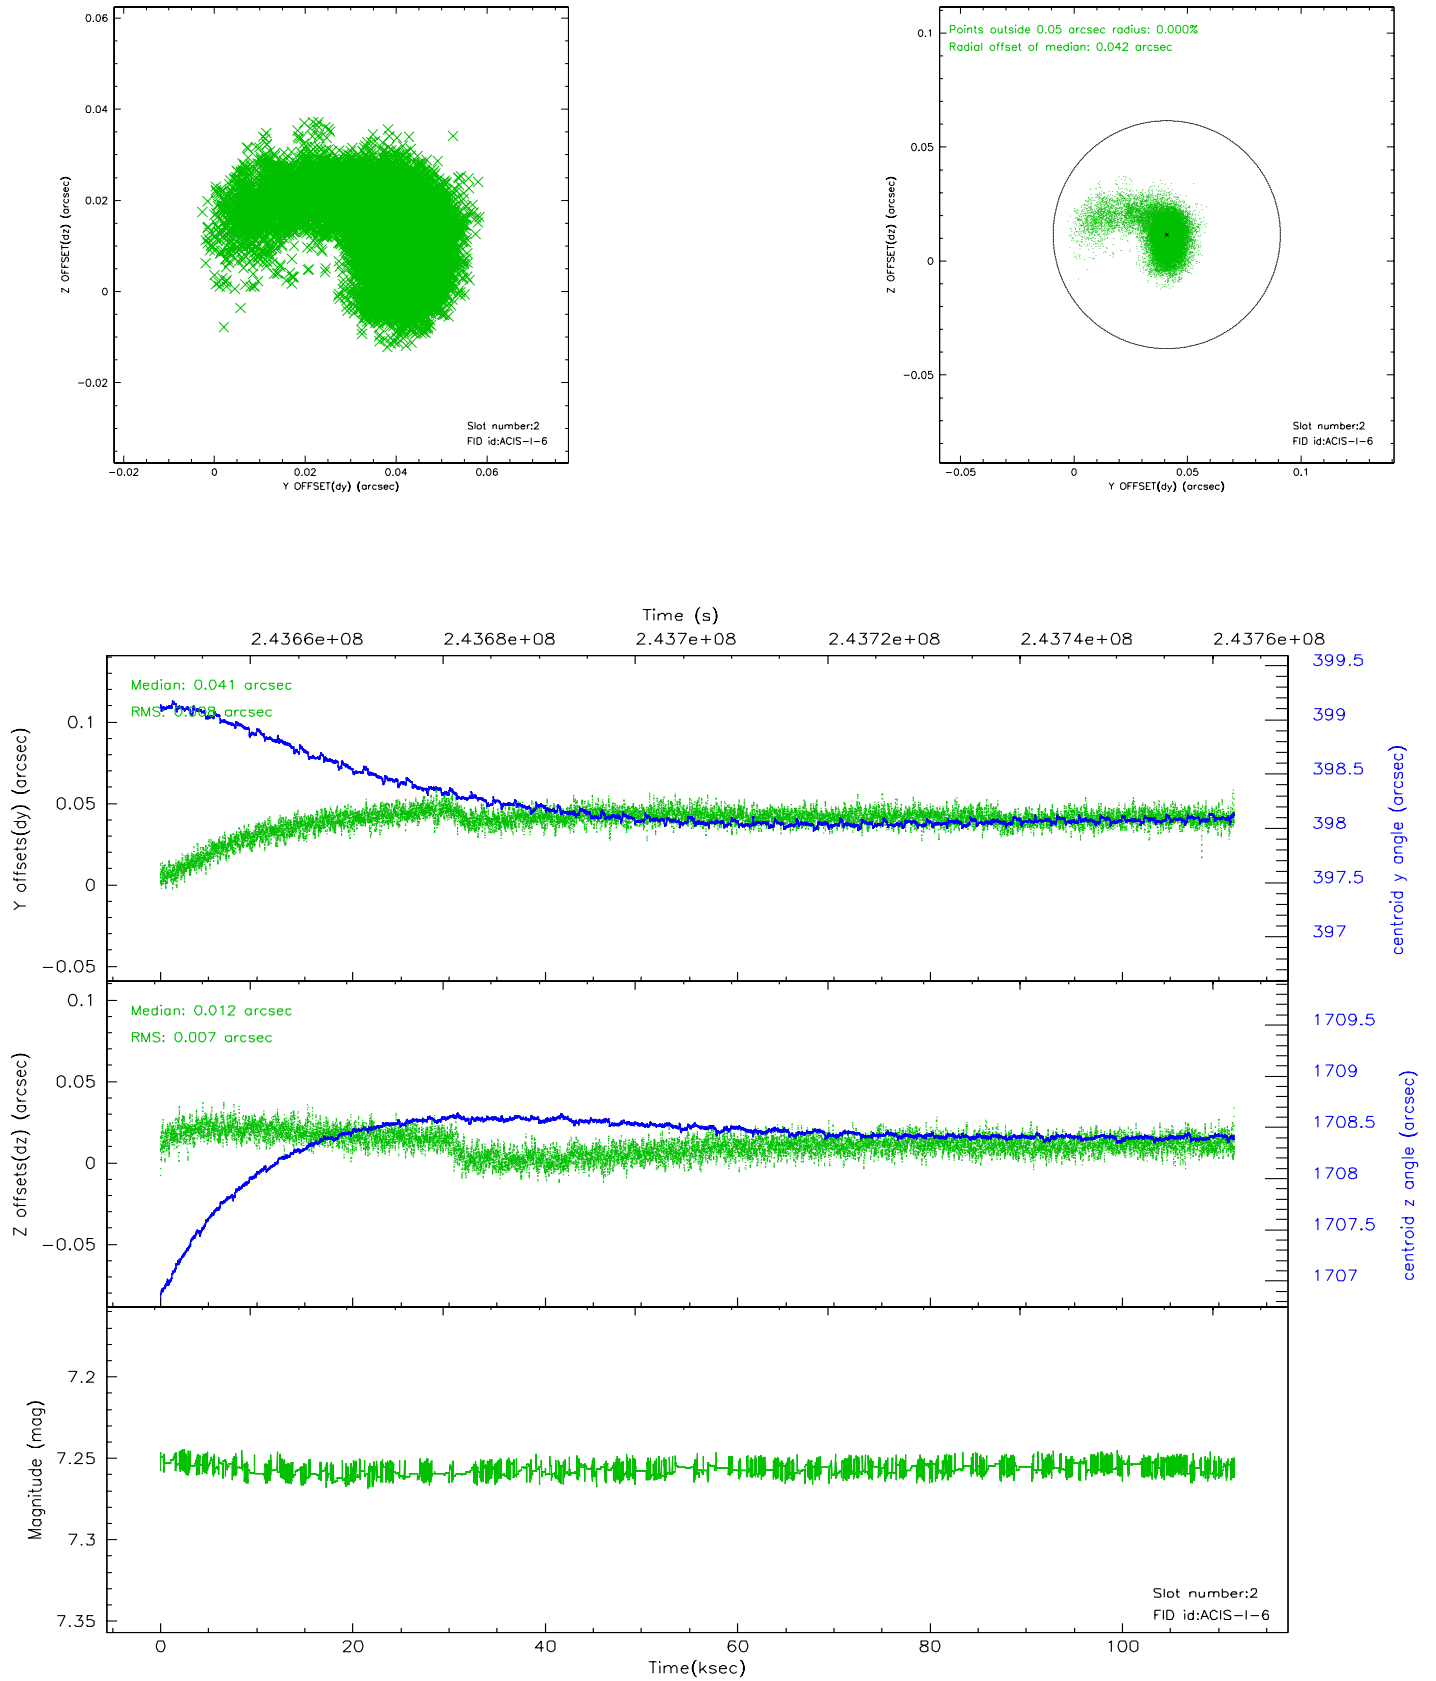 0.06
0.04
0.02
0
−0.02
Z OFFSET(dz) (arcsec)
Slot number:2
FID id:ACIS−I−6
−0.02 0 0.02 0.04 0.06
Y OFFSET(dy) (arcsec)
Points outside 0.05 arcsec radius: 0.000%
Radial offset of median: 0.042 arcsec
0.1
0.05
0
−0.05
Z OFFSET(dz) (arcsec)
Slot number:2
FID id:ACIS−I−6
−0.05 0 0.05 0.1
Y OFFSET(dy) (arcsec)
Time (s)
2.4366e+08 2.4368e+08 2.437e+08 2.4372e+08 2.4374e+08 2.4376e+08
Median: 0.041 arcsec
RMS: 0.008 arcsec
0.1
0.05
0
−0.05
Y offsets(dy) (arcsec)
399.5
399
398.5
398
397.5
397
centroid y angle (arcsec)
Median: 0.012 arcsec
RMS: 0.007 arcsec
0.1
0.05
0
−0.05
Z offsets(dz) (arcsec)
1709.5
1709
1708.5
1708
1707.5
1707
centroid z angle (arcsec)
7.2
7.25
7.3
7.35
Magnitude (mag)
Slot number:2
FID id:ACIS−I−6
0 20 40 60 80 100
Time(ksec)